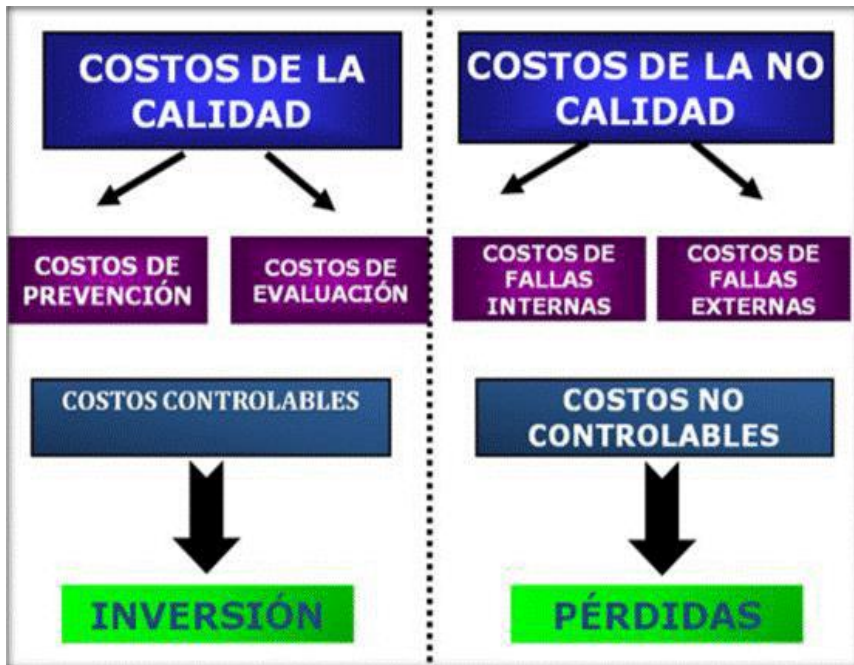 COSTOS DE LA
CALIDAD
COSTOS DE
PREVENCIÓN
COSTOS DE
EVALUACIÓN
COSTOS CONTROLABLES
INVERSIÓN
COSTOS DE LA NO
CALIDAD
COSTOS DE
FALLAS
INTERNAS
COSTOS DE
FALLAS
EXTERNAS
COSTOS NO
CONTROLABLES
PÉRDIDAS